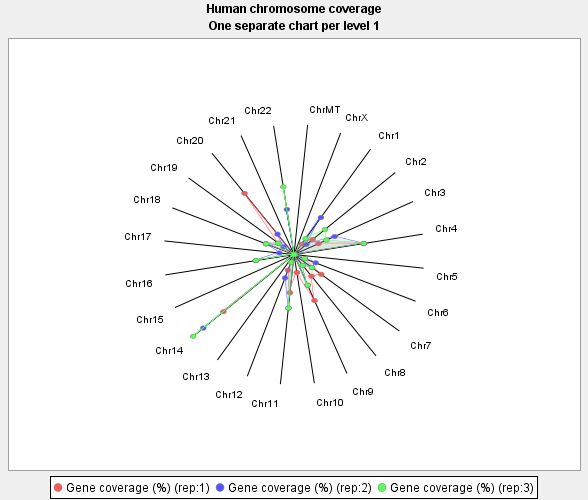 Human chromosome coverage
One separate chart per level 1
ChrMT
ChrX
Chr1
Chr2
Chr3
Chr4
Chr5
Chr6
Chr7
Chr8
Chr9
Chr10
Chr11
Chr12
Chr13
Chr14
Chr15
Chr16
Chr17
Chr18
Chr19
Chr20
Chr21
Chr22
Gene coverage (%) (rep:1) Gene coverage (%) (rep:2) Gene coverage (%) (rep:3)